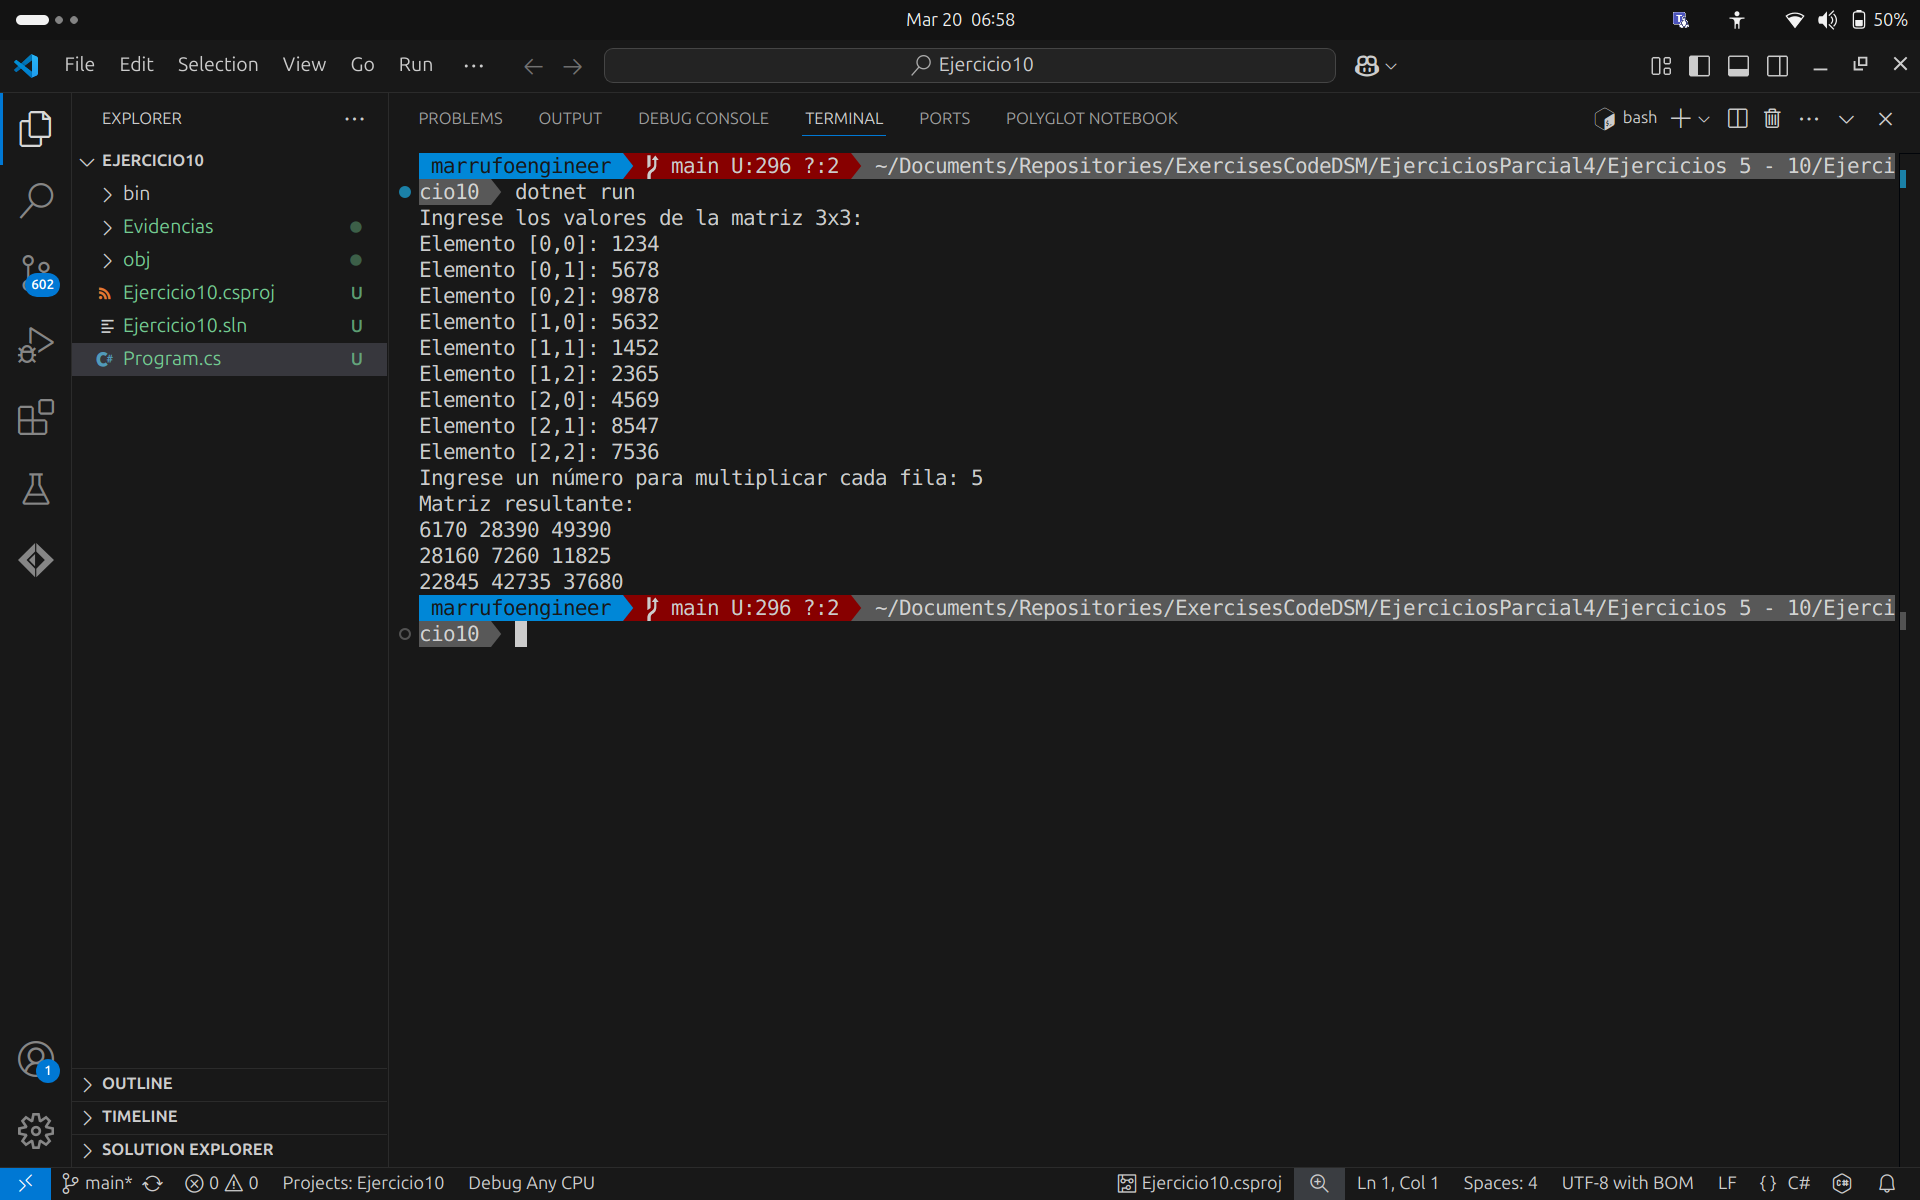 Mar 20 06:58
50%
File Edit Selection View Go Run
Ejercicio10
EXPLORER
PROBLEMS OUTPUT DEBUG CONSOLE TERMINAL PORTS POLYGLOT NOTEBOOK
bash
EJERCICIO10
bin
Evidencias
obj
Ejercicio10.csproj U
Ejercicio10.sln U
Program.cs U
602
1
marrufoengineer main U:296 ?:2 ~/Documents/Repositories/ExercisesCodeDSM/EjerciciosParcial4/Ejercicios 5 - 10/Ejerci
cio10 dotnet run
Ingrese los valores de la matriz 3x3:
Elemento [0,0]: 1234
Elemento [0,1]: 5678
Elemento [0,2]: 9878
Elemento [1,0]: 5632
Elemento [1,1]: 1452
Elemento [1,2]: 2365
Elemento [2,0]: 4569
Elemento [2,1]: 8547
Elemento [2,2]: 7536
Ingrese un número para multiplicar cada fila: 5
Matriz resultante:
6170 28390 49390
28160 7260 11825
22845 42735 37680
marrufoengineer main U:296 ?:2 ~/Documents/Repositories/ExercisesCodeDSM/EjerciciosParcial4/Ejercicios 5 - 10/Ejerci
cio10
OUTLINE
TIMELINE
SOLUTION EXPLORER
main* 0 0 Projects: Ejercicio10 Debug Any CPU Ejercicio10.csproj Ln 1, Col 1 Spaces: 4 UTF-8 with BOM LF {} C#